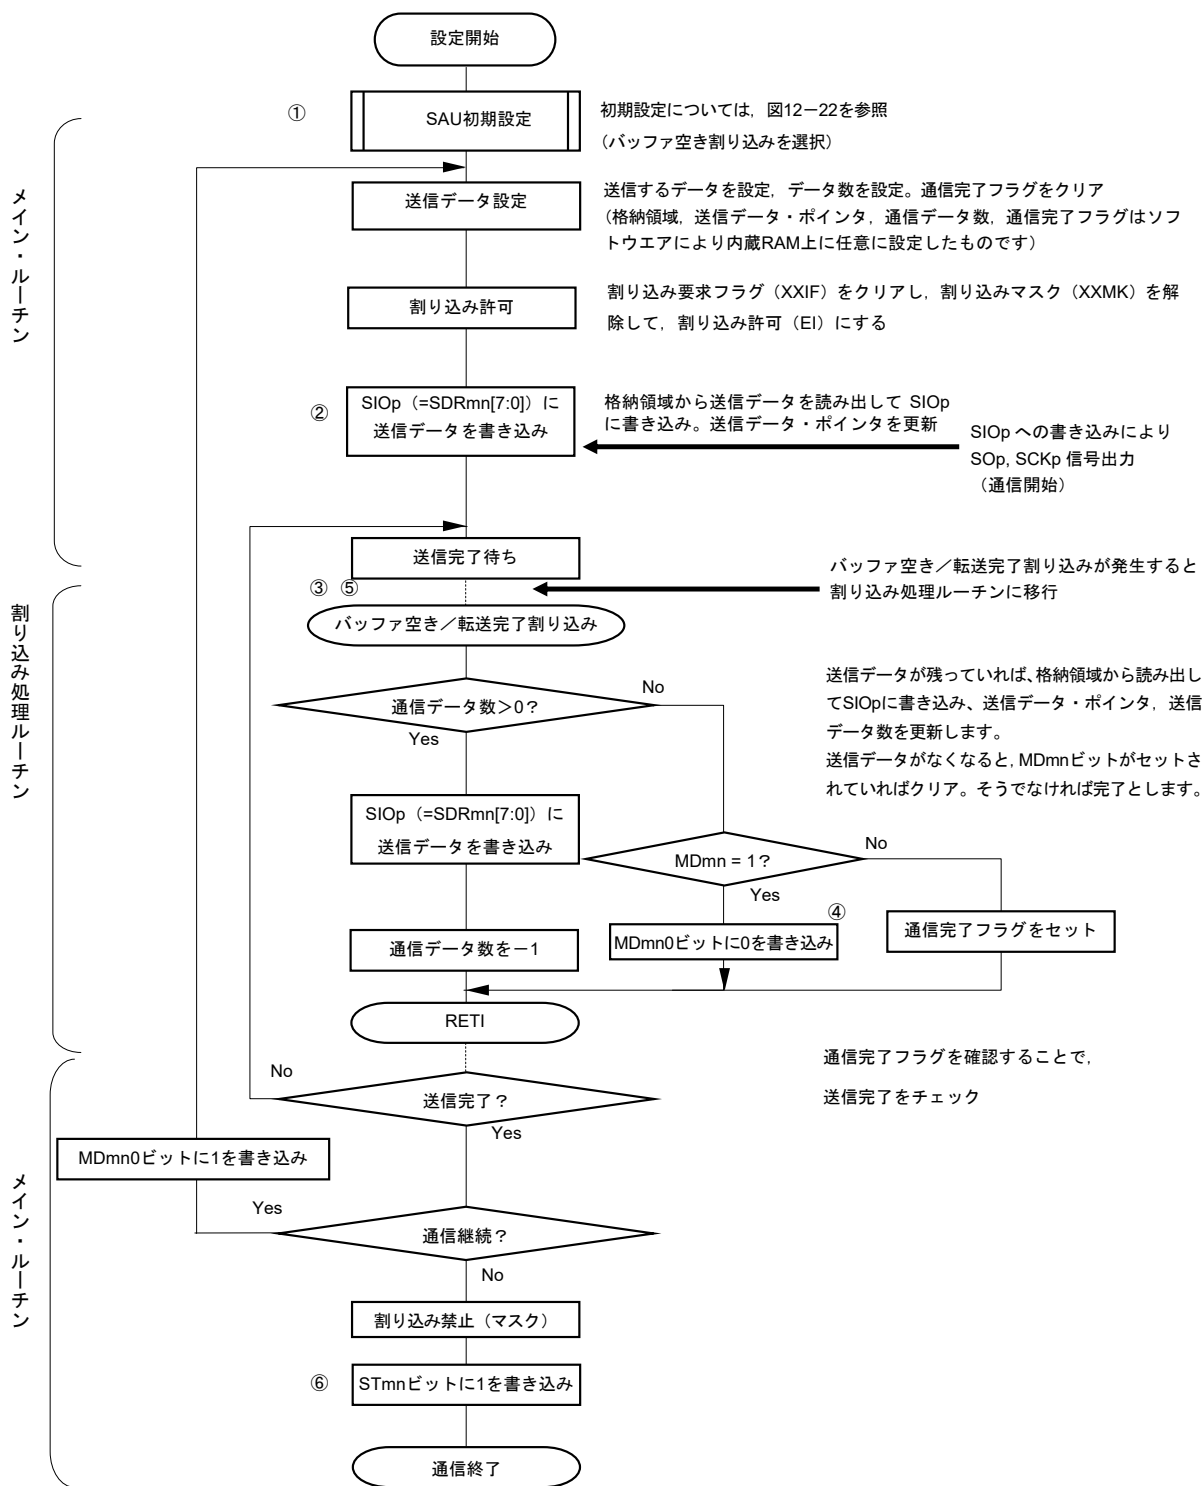 設定開始
①
SAU初期設定
初期設定については，図12－22を参照
（バッファ空き割り込みを選択）
メイン・ルーチン
送信データ設定
送信するデータを設定，データ数を設定。通信完了フラグをクリア
（格納領域，送信データ・ポインタ，通信データ数，通信完了フラグはソフ
トウエアにより内蔵RAM上に任意に設定したものです）
割り込み許可
割り込み要求フラグ（XXIF）をクリアし，割り込みマスク（XXMK）を解
除して，割り込み許可（EI）にする
②
SIOp（=SDRmn[7:0]）に
送信データを書き込み
格納領域から送信データを読み出して SIOp
に書き込み。送信データ・ポインタを更新
SIOp への書き込みにより
SOp, SCKp 信号出力
（通信開始）
送信完了待ち
③ ⑤
バッファ空き／転送完了割り込みが発生すると
割り込み処理ルーチンに移行
割り込み処理ルーチン
バッファ空き／転送完了割り込み
通信データ数＞0？
No
Yes
送信データが残っていれば、格納領域から読み出し
てSIOpに書き込み、送信データ・ポインタ，送信
データ数を更新します。
送信データがなくなると，MDmnビットがセットさ
れていればクリア。そうでなければ完了とします。
SIOp（=SDRmn[7:0]）に
送信データを書き込み
MDmn = 1？
No
Yes
④
通信データ数を－1
MDmn0ビットに0を書き込み
通信完了フラグをセット
RETI
通信完了フラグを確認することで，
送信完了をチェック
No
送信完了？
Yes
メイン・ルーチン
MDmn0ビットに1を書き込み
Yes
通信継続？
No
割り込み禁止（マスク）
⑥
STmnビットに1を書き込み
通信終了